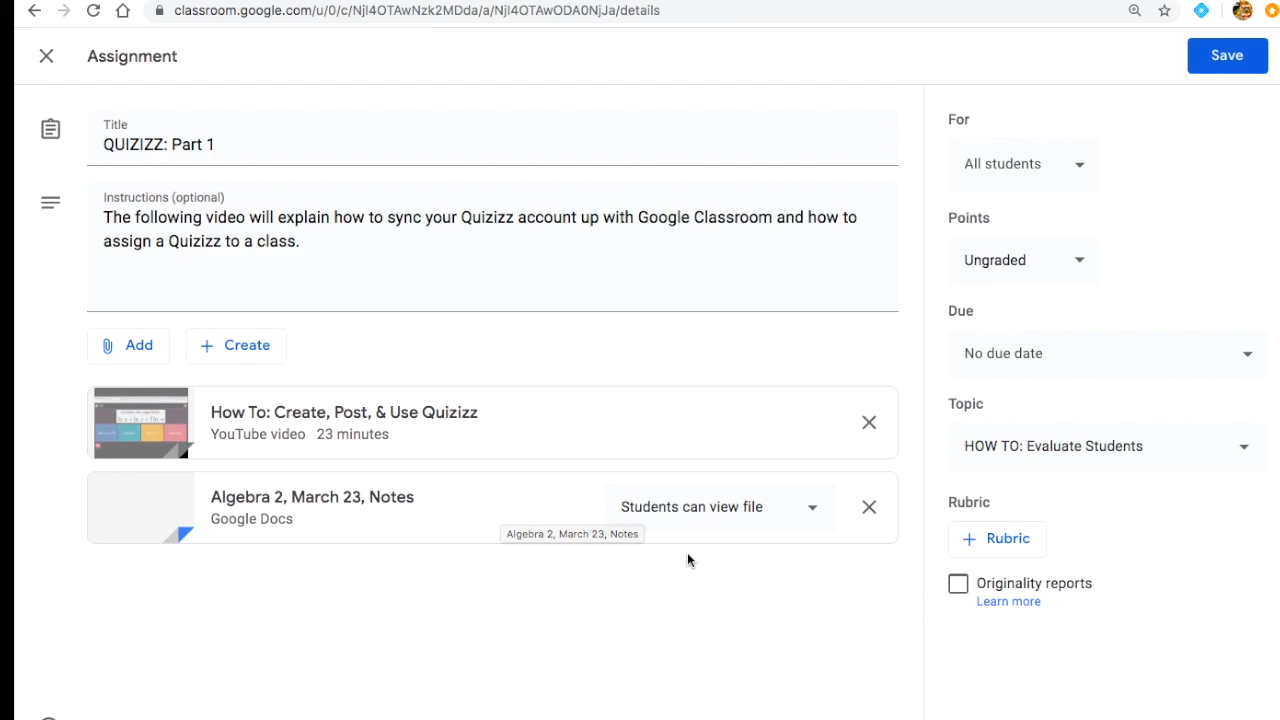 classroom.google.com/u/0/c/Njl4OTAwNzk2MDda/a/Njl4OTAwODA0NjJa/details
Assignment
Save
Title
QUIZIZZ: Part 1
Instructions (optional)
The following video will explain how to sync your Quizizz account up with Google Classroom and how to
assign a Quizizz to a class.
Add
Create
How To: Create, Post, & Use Quizizz
YouTube video 23 minutes
Algebra 2, March 23, Notes
Google Docs
Students can view file
Algebra 2, March 23, Notes
For
All students
Points
Ungraded
Due
No due date
Topic
HOW TO: Evaluate Students
Rubric
Rubric
Originality reports
Learn more